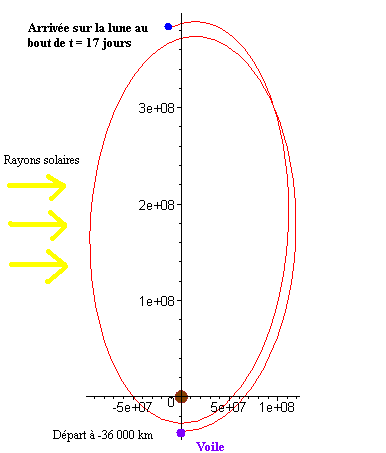 Arrivée sur la lune au
bout de t = 17 jours
3e+08
Rayons solaires
2e+08
1e+08
-5e+07
0
5e+07
1e+08
Départ à -36 000 km
Voile